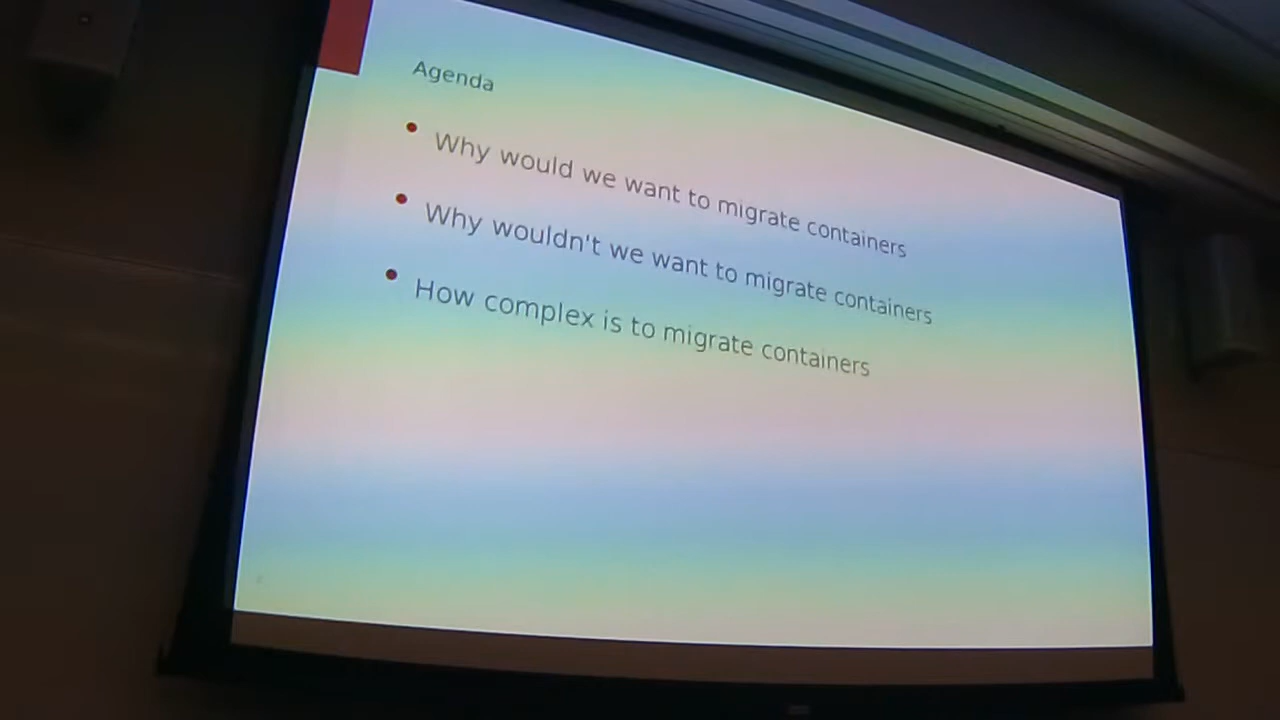 Agenda
Why would we want to migrate containers
Why wouldn't we want to migrate containers
How complex is to migrate containers